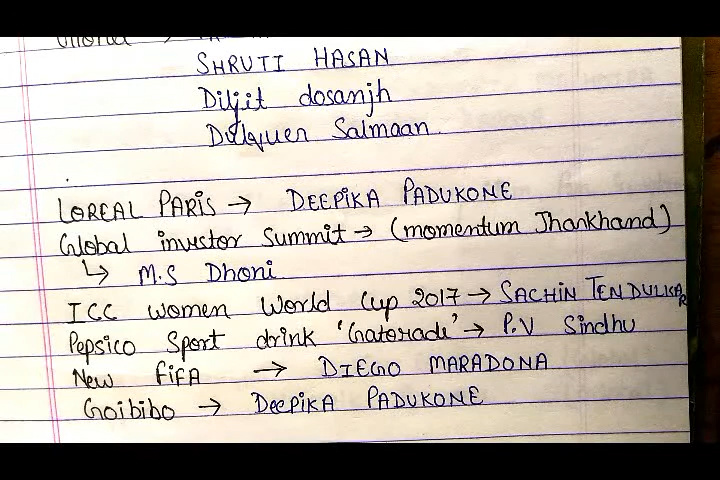 SHRUTI HASAN
Diljit dosanjh
Dulquer Salmaan
LOREAL PARIS → DEEPIKA PADUKONE
Global investor Summit → (momentum Jharkhand)
↳ M.S Dhoni
ICC women World Cup 2017 → SACHIN TENDULKAR
Pepsico Sport drink 'Gatorade' → P.V Sindhu
New FIFA → DIEGO MARADONA
Goibibo → DEEPIKA PADUKONE